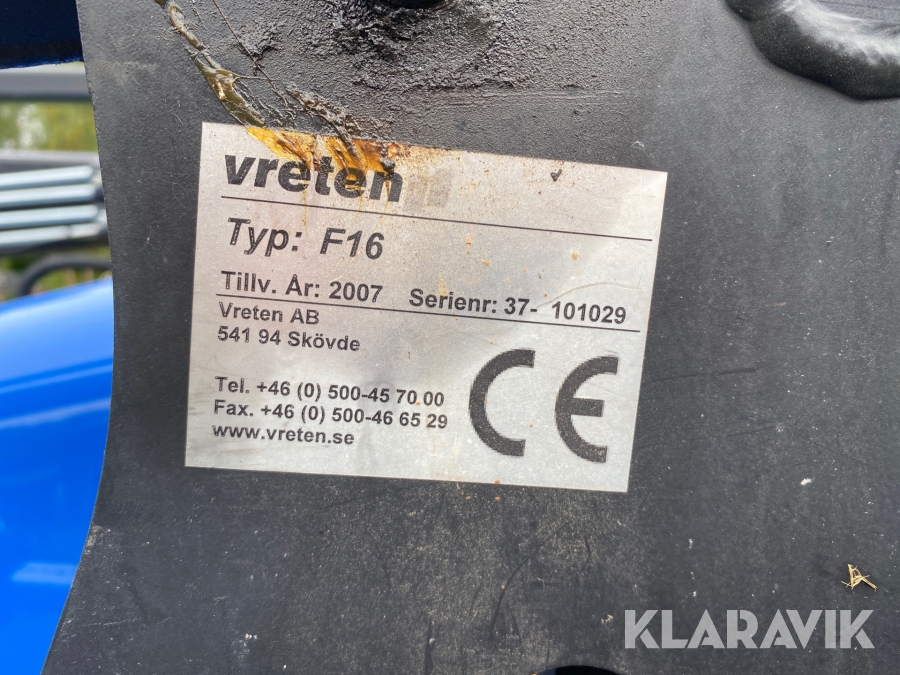 vreten
Typ: F16
Tillv. År: 2007 Serienr: 37- 101029
Vreten AB
541 94 Skövde
Tel. +46 (0) 500-45 70 00
Fax. +46 (0) 500-46 65 29
www.vreten.se
CE
KLARAVIK